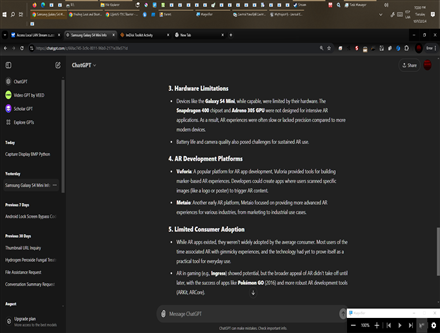 Samsung Galaxy S4 Mini
New Tab
https://chatgpt.com/
ChatGPT
Share
ChatGPT
Video GPT by VEED
Scholar GPT
Explore GPTs
Today
Capture Display BMP Python
Yesterday
Samsung Galaxy S4 Mini
Previous 7 Days
Android Lock Screen Bypass
Previous 30 Days
Thumbnail URL Inquiry
Hydrogen Peroxide Fungal
File Assistance Request
Conversation Summary Request
August
Upgrade plan
3. Hardware Limitations
Devices like the Galaxy S4 Mini, while capable, were limited by their hardware. The
Snapdragon 400 chipset and Adreno 305 GPU were not designed for intensive AR
applications. As a result, AR experiences were often slow or lacked precision compared to more
modern devices.
Battery life and camera quality also posed challenges for sustained AR use.
4. AR Development Platforms
Vuforia: A popular platform for AR app development, Vuforia provided tools for building
marker-based AR experiences. Developers could create apps where users scanned specific
images (like a logo or poster) to trigger AR content.
Metaio: Another early AR platform, Metaio focused on providing more advanced AR
experiences for various industries, from marketing to industrial use cases.
5. Limited Consumer Adoption
While AR apps existed, they weren't widely adopted by the average consumer. Most users of the
time associated AR with gimmicky experiences, and the technology had yet to prove itself as a
practical tool for everyday use.
AR in gaming (e.g., Ingress) showed potential, but the broader appeal of AR didn't take off until
later, with the success of apps like Pokémon GO (2016) and more robust AR development tools
(ARKit, ARCore).
Message ChatGPT
ChatGPT can make mistakes. Check important info.
100%